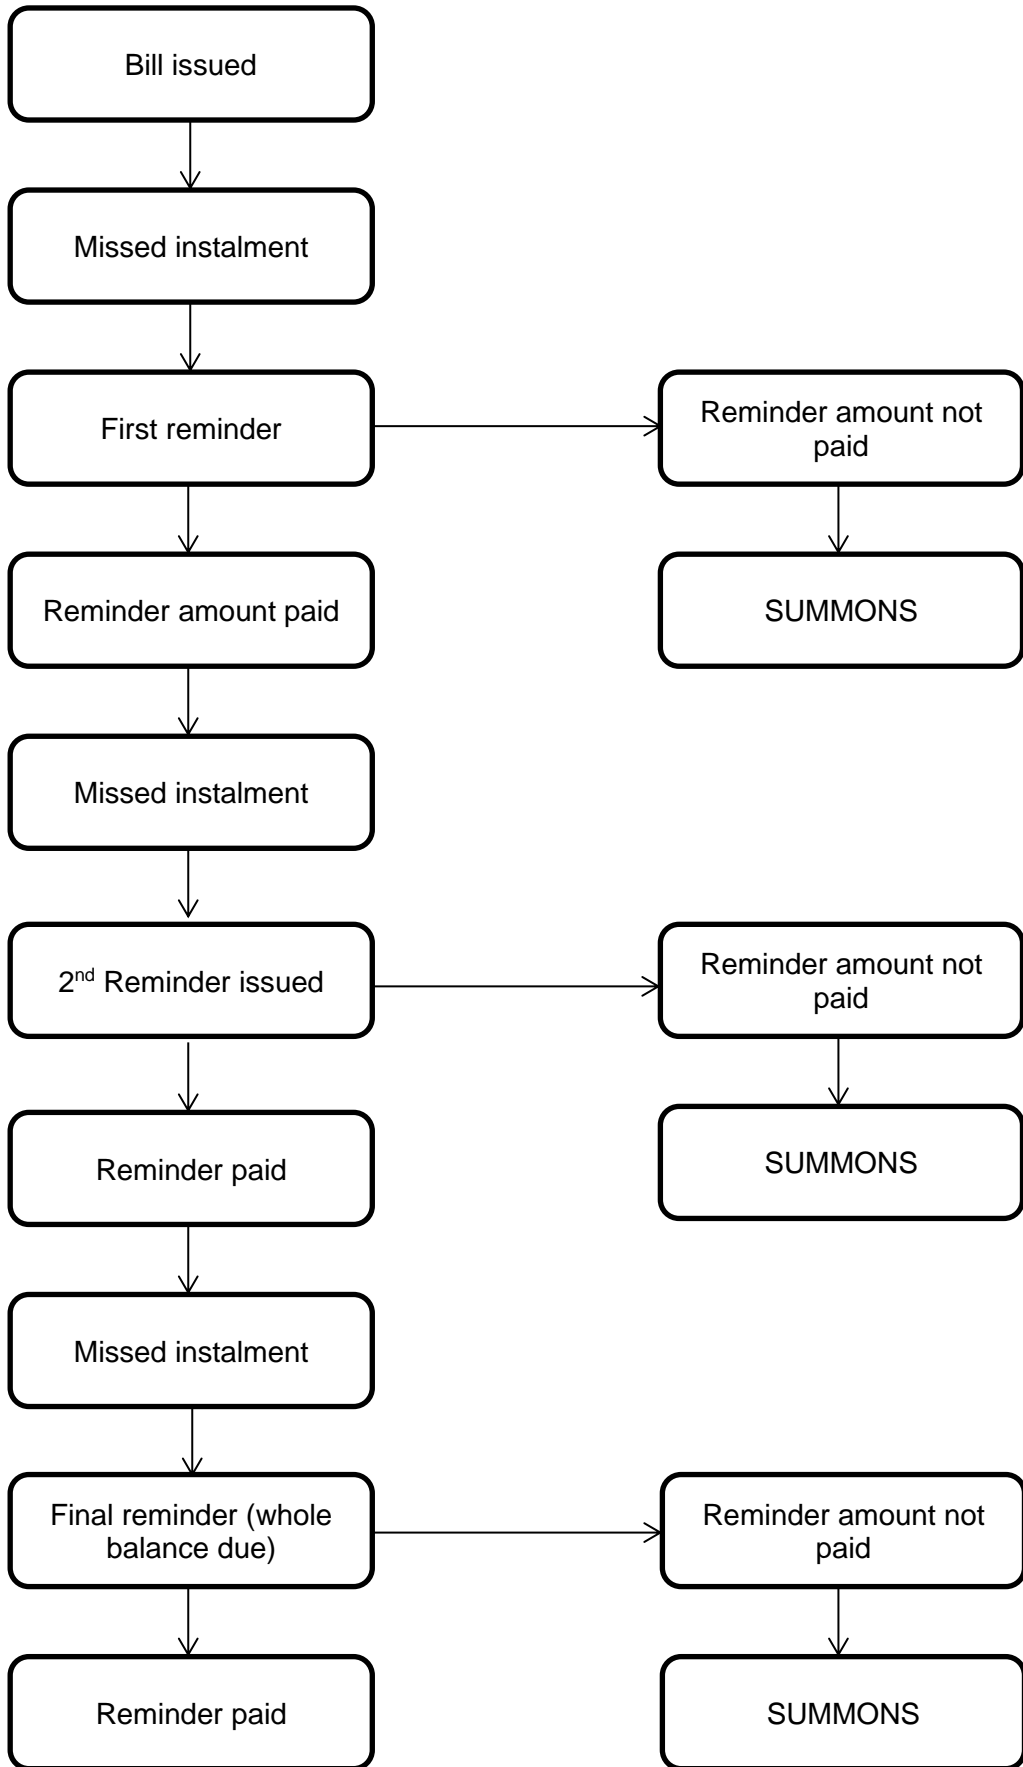 Bill issued
Missed instalment
First reminder
Reminder amount not
paid
Reminder amount paid
SUMMONS
Missed instalment
2nd Reminder issued
Reminder amount not
paid
Reminder paid
SUMMONS
Missed instalment
Final reminder (whole
balance due)
Reminder amount not
paid
Reminder paid
SUMMONS